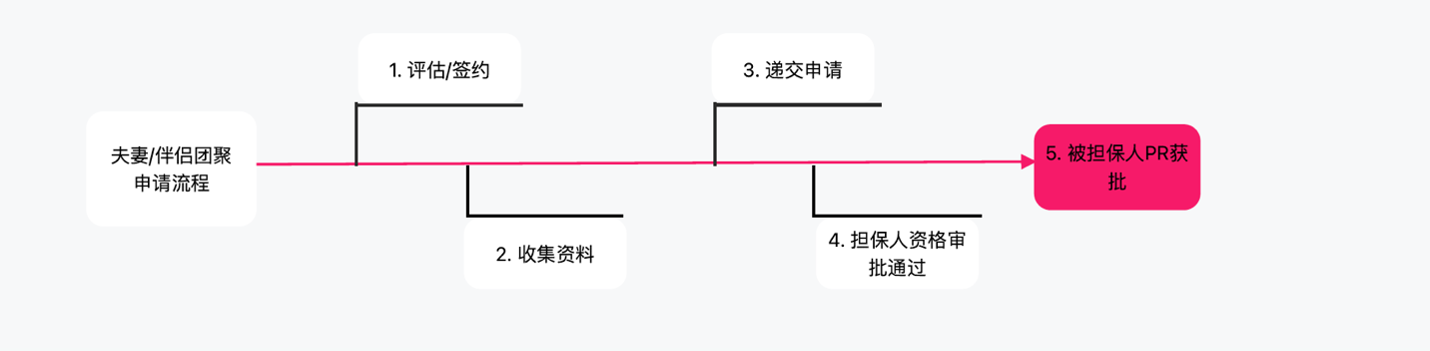 夫妻/伴侣团聚
申请流程
1. 评估/签约
2. 收集资料
3. 递交申请
4. 担保人资格审
批通过
5. 被担保人PR获
批